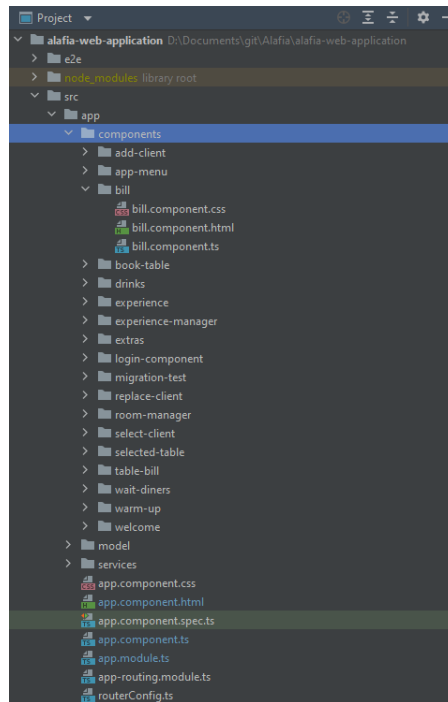 Project
alafia-web-application D:\Documents\git\Alafia\alafia-web-application
e2e
node_modules library root
src
app
components
add-client
app-menu
bill
bill.component.css
bill.component.html
bill.component.ts
book-table
drinks
experience
experience-manager
extras
login-component
migration-test
replace-client
room-manager
select-client
selected-table
table-bill
wait-diners
warm-up
welcome
model
services
app.component.css
app.component.html
app.component.spec.ts
app.component.ts
app.module.ts
app-routing.module.ts
routerConfig.ts